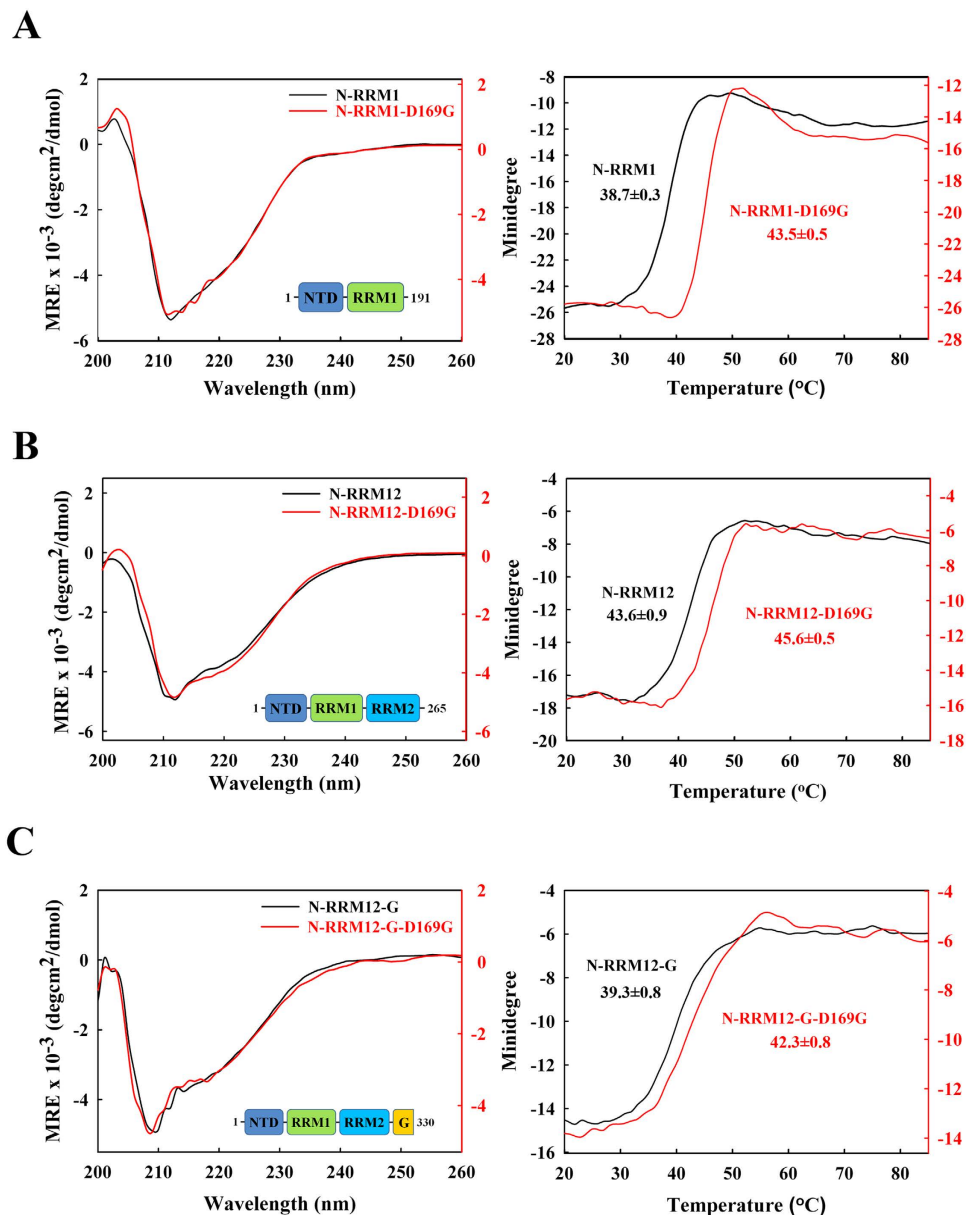 A
MRE x 10-3 (degcm2/dmol)
2
0
-2
-4
-6
2
0
-2
-4
N-RRM1
N-RRM1-D169G
1 NTD RRM1 191
200 210 220 230 240 250 260
Wavelength (nm)
Minidegree
-8
-10
-12
-14
-16
-18
-20
-22
-24
-26
-28
-12
-14
-16
-18
-20
-22
-24
-26
-28
N-RRM1
38.7±0.3
N-RRM1-D169G
43.5±0.5
20 30 40 50 60 70 80
Temperature (oC)
B
MRE x 10-3 (degcm2/dmol)
2
0
-2
-4
-6
2
0
-2
-4
-6
N-RRM12
N-RRM12-D169G
1 NTD RRM1 RRM2 265
200 210 220 230 240 250 260
Wavelength (nm)
Minidegree
-4
-6
-8
-10
-12
-14
-16
-18
-20
-4
-6
-8
-10
-12
-14
-16
-18
N-RRM12
43.6±0.9
N-RRM12-D169G
45.6±0.5
20 30 40 50 60 70 80
Temperature (oC)
C
MRE x 10-3 (degcm2/dmol)
2
0
-2
-4
2
0
-2
-4
N-RRM12-G
N-RRM12-G-D169G
1 NTD RRM1 RRM2 G 330
200 210 220 230 240 250 260
Wavelength (nm)
Minidegree
-4
-6
-8
-10
-12
-14
-16
-4
-6
-8
-10
-12
-14
N-RRM12-G
39.3±0.8
N-RRM12-G-D169G
42.3±0.8
20 30 40 50 60 70 80
Temperature (oC)